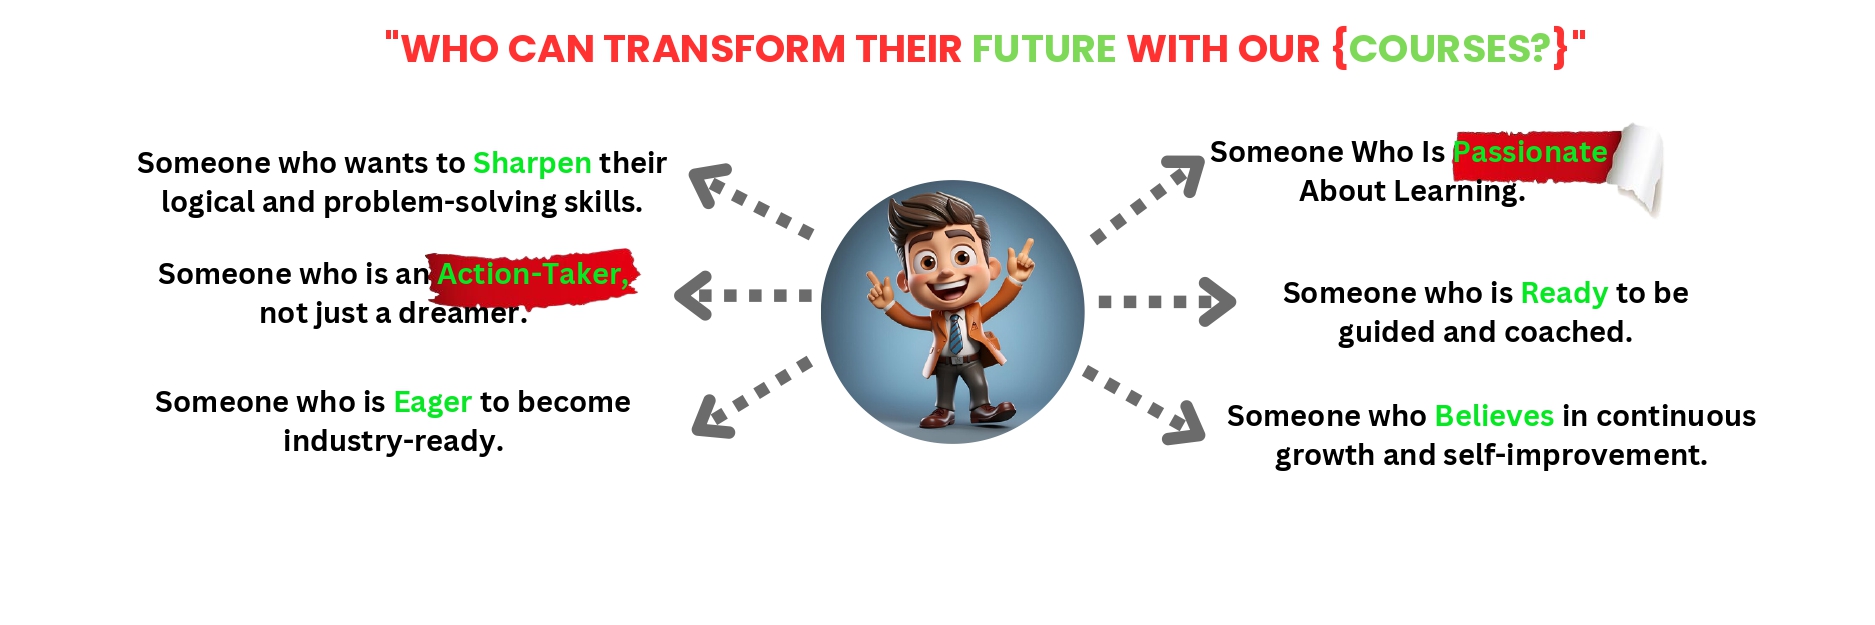 "WHO CAN TRANSFORM THEIR FUTURE WITH OUR {COURSES?}"
Someone who wants to Sharpen their
logical and problem-solving skills.
Someone who is an Action-Taker,
not just a dreamer.
Someone who is Eager to become
industry-ready.
Someone Who Is Passionate
About Learning.
Someone who is Ready to be
guided and coached.
Someone who Believes in continuous
growth and self-improvement.